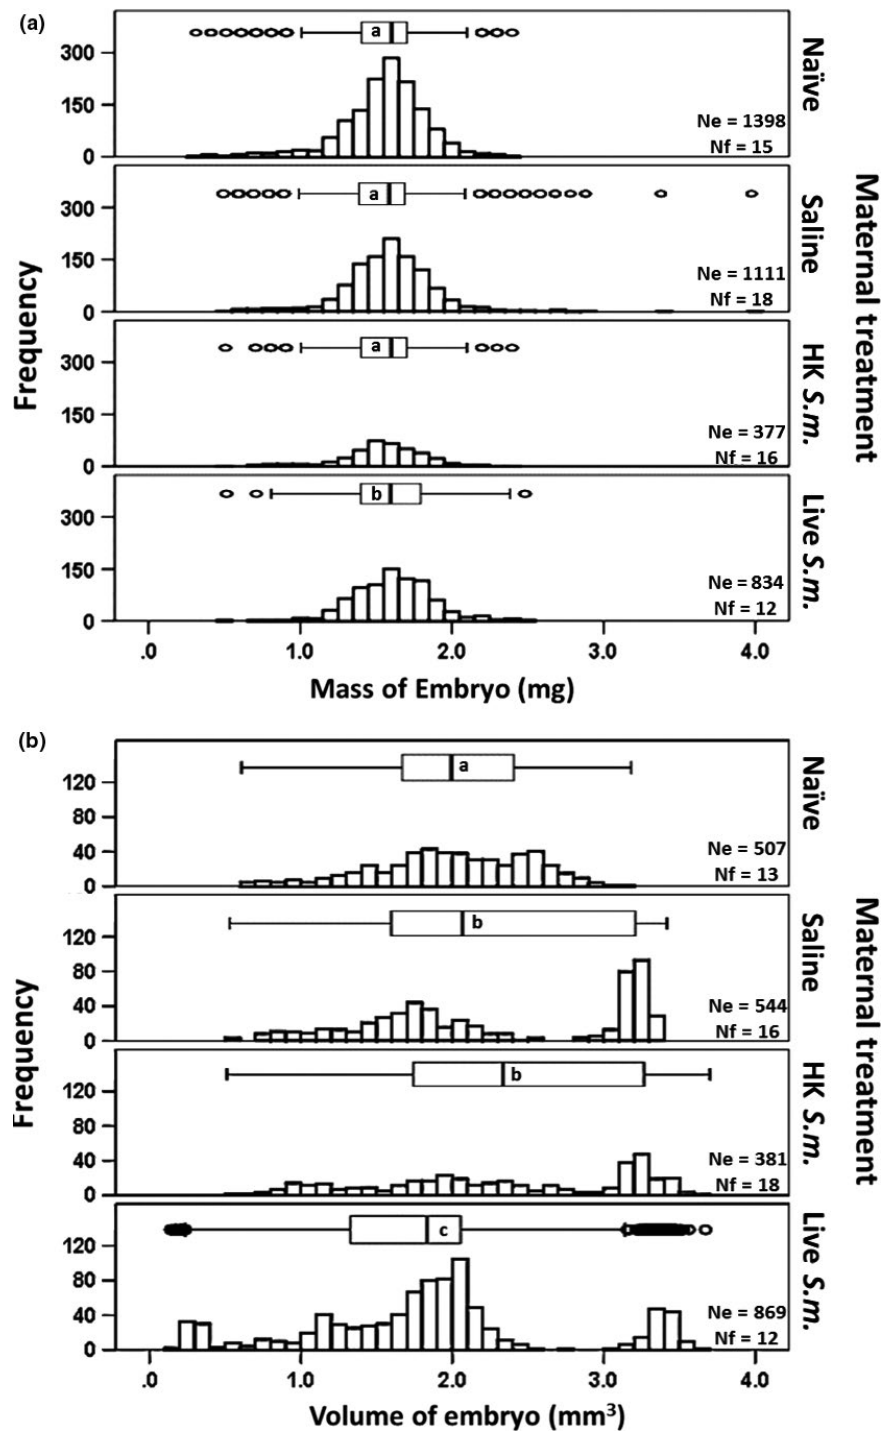 (a)
300
150
0
a
Ne = 1398
Nf = 15
Naïve
300
150
0
a
Ne = 1111
Nf = 18
Saline
300
150
0
a
Ne = 377
Nf = 16
HK S.m.
300
150
0
b
Ne = 834
Nf = 12
Live S.m.
Frequency
Maternal treatment
.0 1.0 2.0 3.0 4.0
Mass of Embryo (mg)
(b)
120
80
40
0
a
Ne = 507
Nf = 13
Naïve
120
80
40
0
b
Ne = 544
Nf = 16
Saline
120
80
40
0
b
Ne = 381
Nf = 18
HK S.m.
120
80
40
0
c
Ne = 869
Nf = 12
Live S.m.
Frequency
Maternal treatment
.0 1.0 2.0 3.0 4.0
Volume of embryo (mm³)